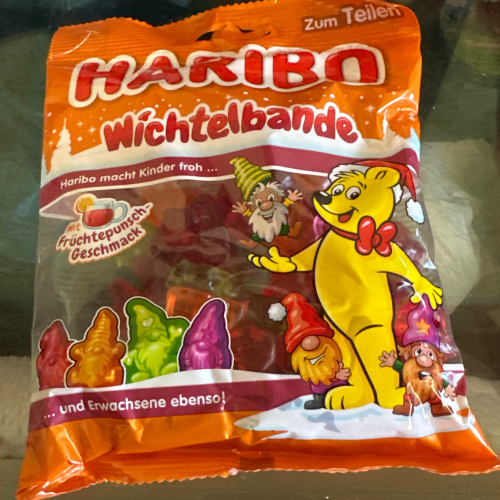 Zum Teilen
HARIBO
Wichtelbande
Haribo macht Kinder froh ...
Mit
Früchtepunsch-
Geschmack
... und Erwachsene ebenso!